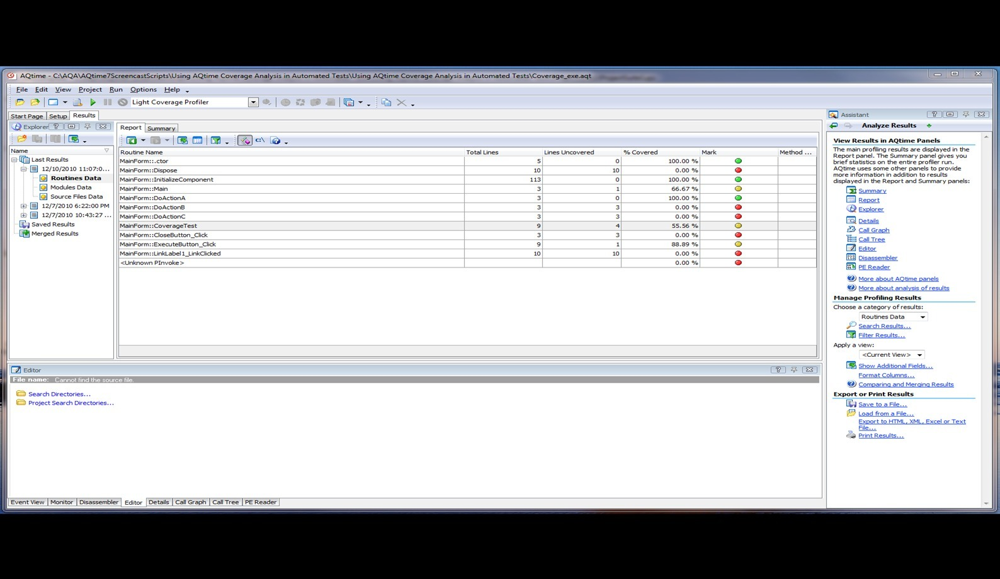 AQtime - C:\AQA\AQtime7ScreencastScripts\Using AQtime Coverage Analysis in Automated Tests\Using AQtime Coverage Analysis in Automated Tests\Coverage_exe.aqt
File Edit View Project Run Options Help
Light Coverage Profiler
Start Page Setup Results
Explorer
Name
Last Results
12/10/2010 11:07:0...
Routines Data
Modules Data
Source Files Data
12/7/2010 6:22:00 PM
12/7/2010 10:43:27 ...
Saved Results
Merged Results
Report Summary
C:\
Routine Name Total Lines Lines Uncovered % Covered Mark Method ...
MainForm::.ctor 5 0 100.00 %
MainForm::Dispose 10 10 0.00 %
MainForm::InitializeComponent 113 0 100.00 %
MainForm::Main 3 1 66.67 %
MainForm::DoActionA 3 0 100.00 %
MainForm::DoActionB 3 3 0.00 %
MainForm::DoActionC 3 3 0.00 %
MainForm::CoverageTest 9 4 55.56 %
MainForm::CloseButton_Click 3 3 0.00 %
MainForm::ExecuteButton_Click 9 1 88.89 %
MainForm::LinkLabel1_LinkClicked 10 10 0.00 %
<Unknown PInvoke> 0.00 %
Editor
File name: Cannot find the source file.
Search Directories...
Project Search Directories...
Event View Monitor Disassembler Editor Details Call Graph Call Tree PE Reader
Assistant
Analyze Results
View Results in AQtime Panels
The main profiling results are displayed in the
Report panel. The Summary panel gives you
brief statistics on the entire profiler run.
AQtime uses some other panels to provide
more information in addition to results
displayed in the Report and Summary panels:
Summary
Report
Explorer
Details
Call Graph
Call Tree
Editor
Disassembler
PE Reader
More about AQtime panels
More about analysis of results
Manage Profiling Results
Choose a category of results:
Routines Data
Search Results...
Filter Results...
Apply a view:
<Current View>
Show Additional Fields...
Format Columns...
Comparing and Merging Results
Export or Print Results
Save to a File...
Load from a File...
Export to HTML, XML, Excel or Text
File...
Print Results...